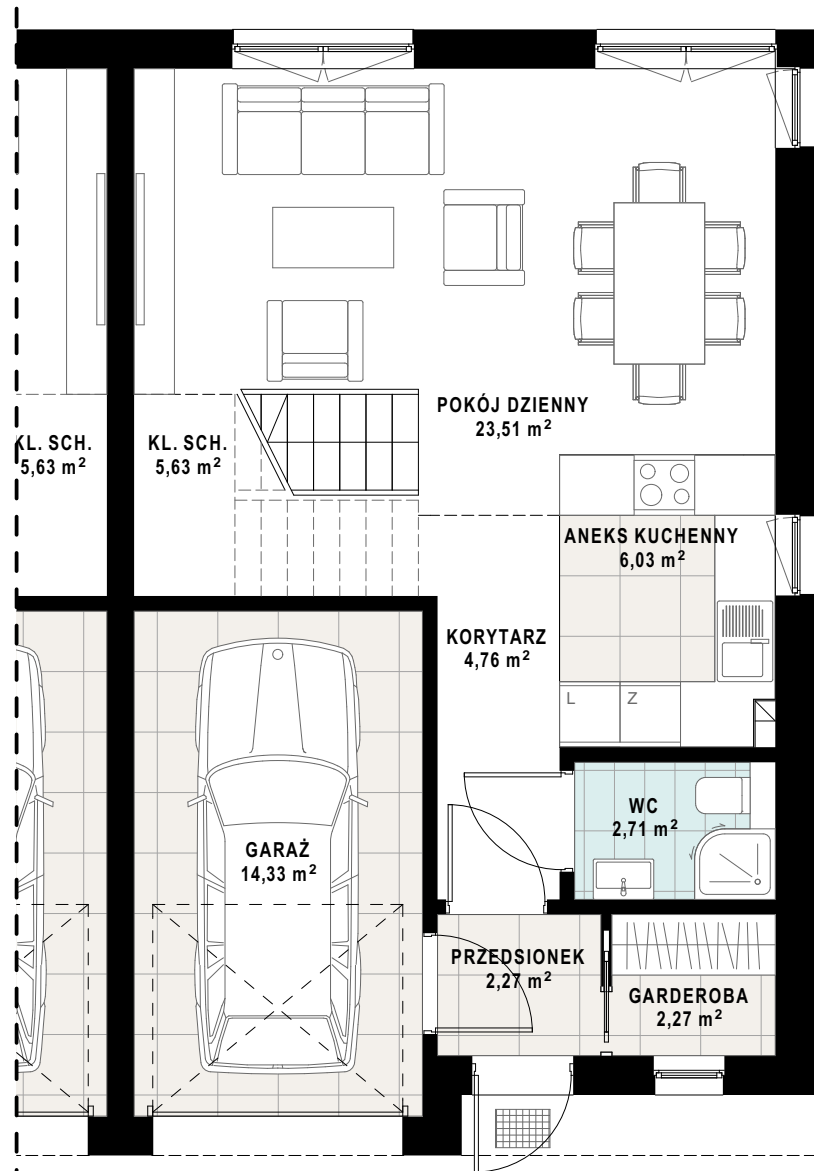 POKÓJ DZIENNY
23,51 m²
KL. SCH.
5,63 m²
KL. SCH.
5,63 m²
ANEKS KUCHENNY
6,03 m²
KORYTARZ
4,76 m²
L
Z
WC
2,71 m²
GARAŻ
14,33 m²
PRZEDSIONEK
2,27 m²
GARDEROBA
2,27 m²